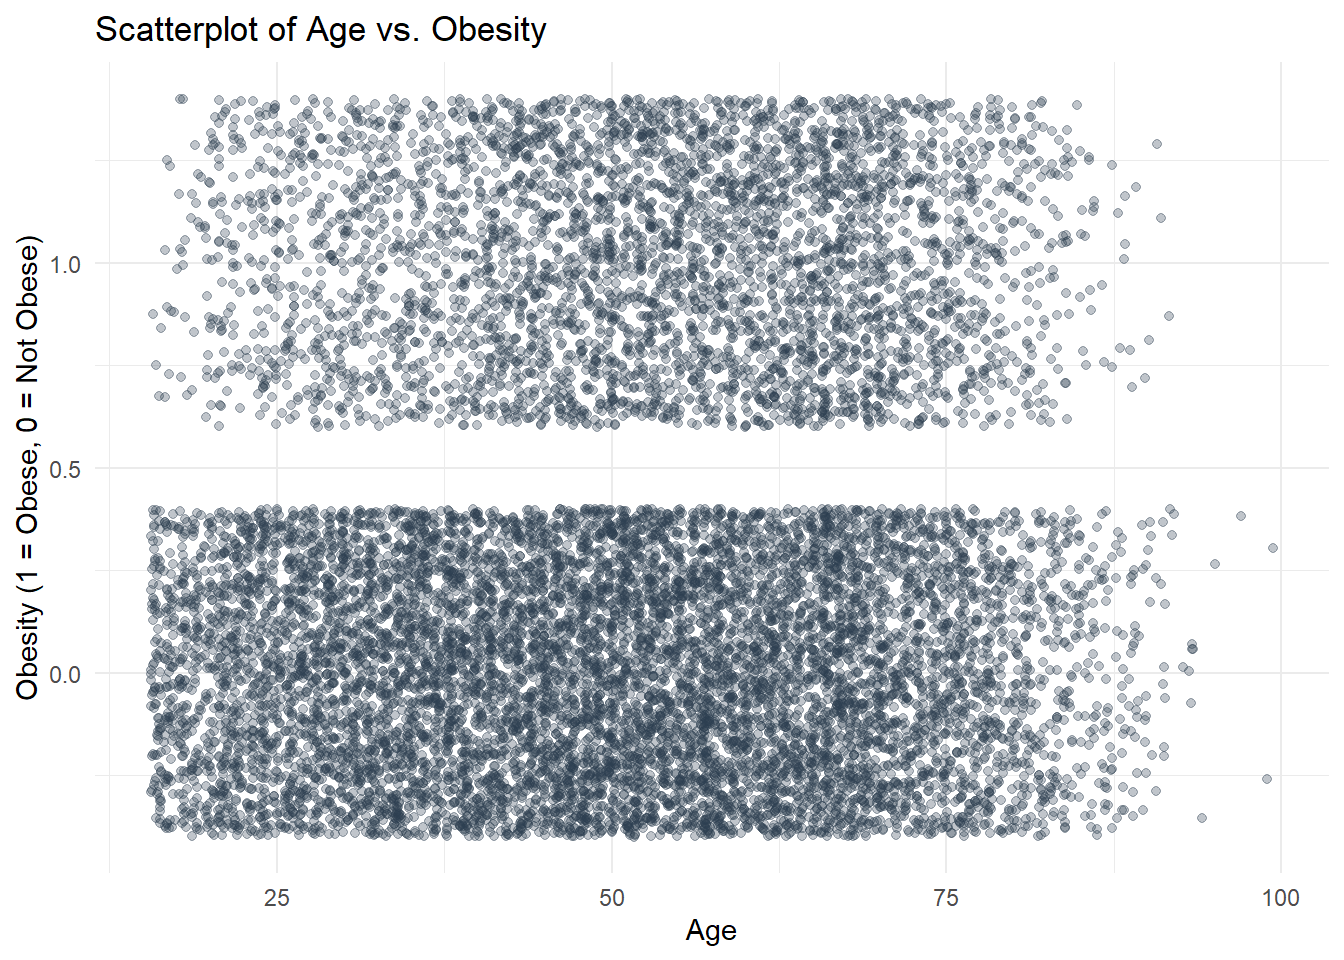 Scatterplot of Age vs. Obesity
Obesity (1 = Obese, 0 = Not Obese)
1.0
0.5
0.0
25 50 75 100
Age